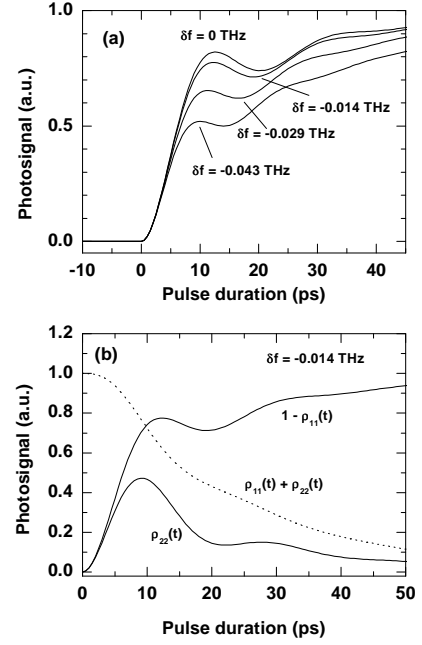 (a)
δf = 0 THz
δf = -0.014 THz
δf = -0.029 THz
δf = -0.043 THz
1.0
0.5
0.0
Photosignal (a.u.)
-10 0 10 20 30 40
Pulse duration (ps)
(b)
δf = -0.014 THz
1 - ρ11(t)
ρ11(t) + ρ22(t)
ρ22(t)
1.2
1.0
0.8
0.6
0.4
0.2
0.0
Photosignal (a.u.)
0 10 20 30 40 50
Pulse duration (ps)